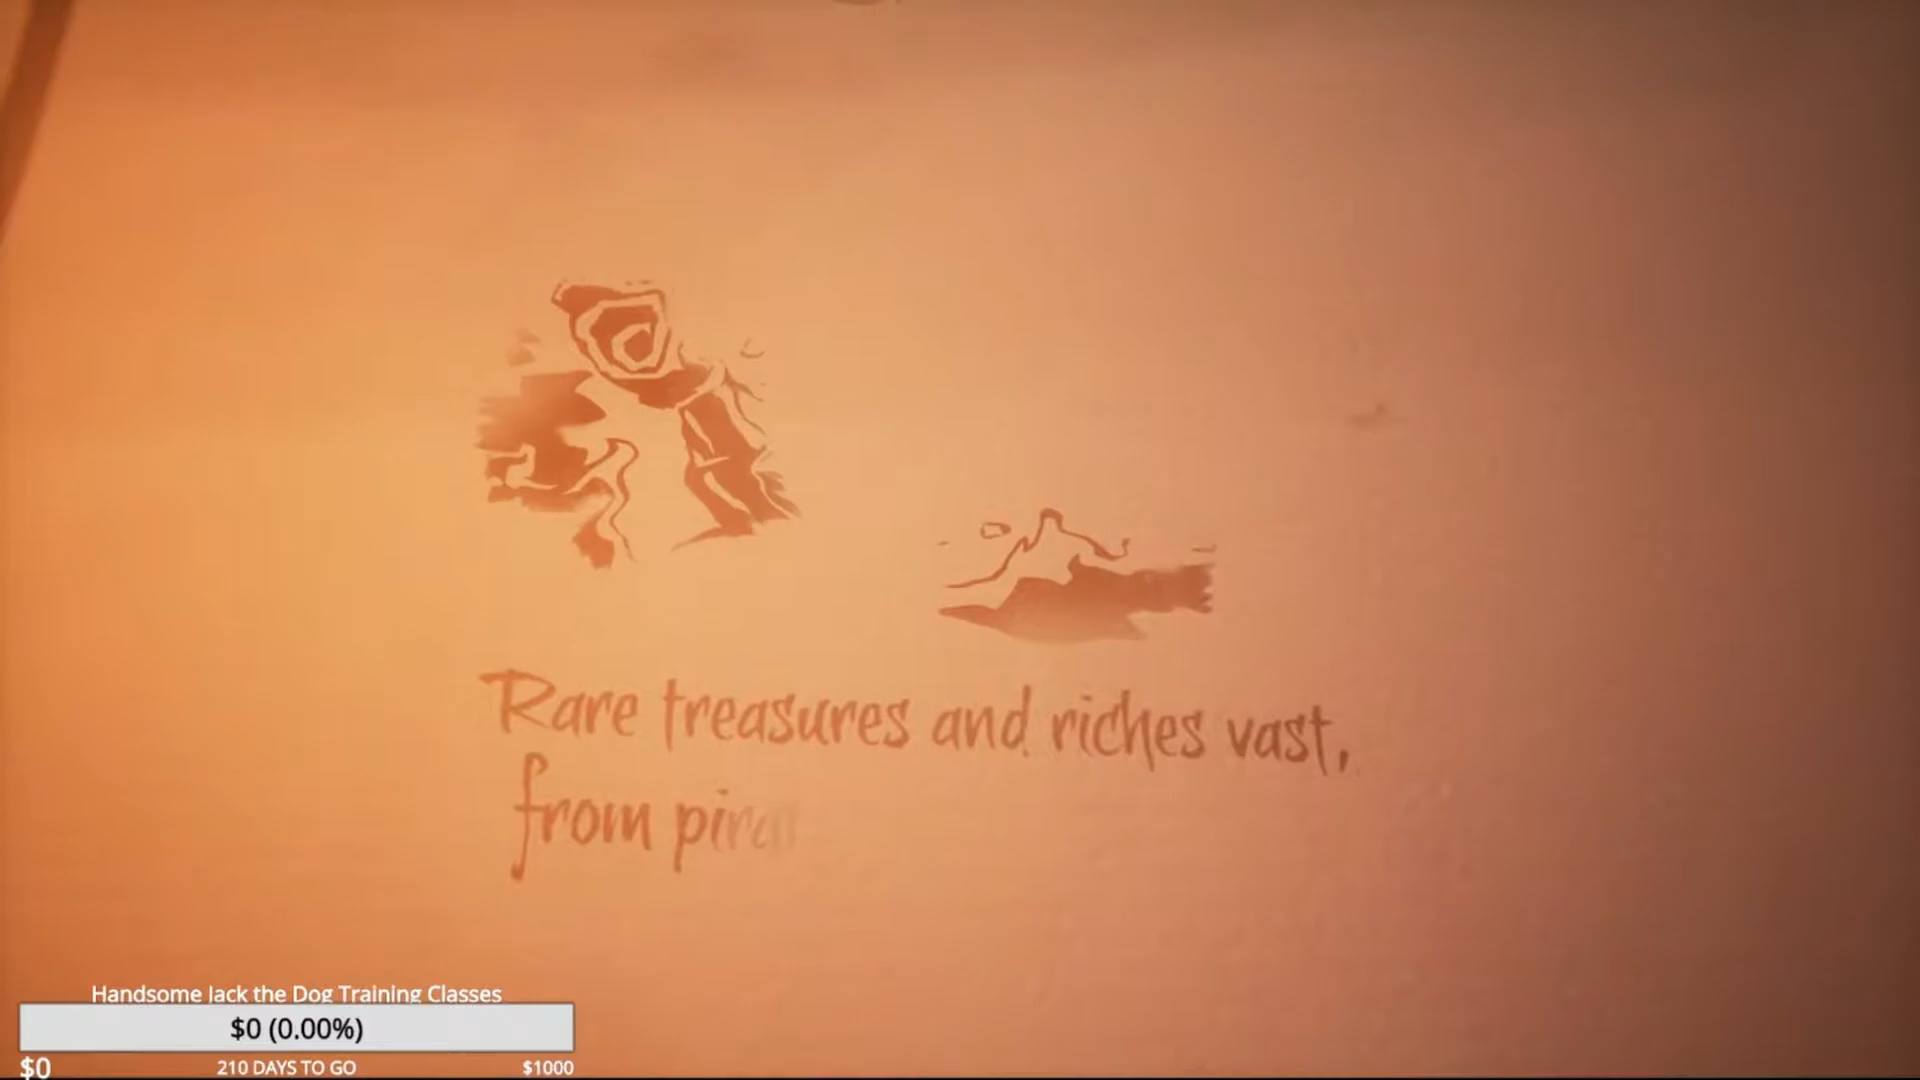 Rare treasures and riches vast,
from
Handsome Jack the Dog Training Classes
$0 (0.00%)
$0 210 DAYS TO GO $1000